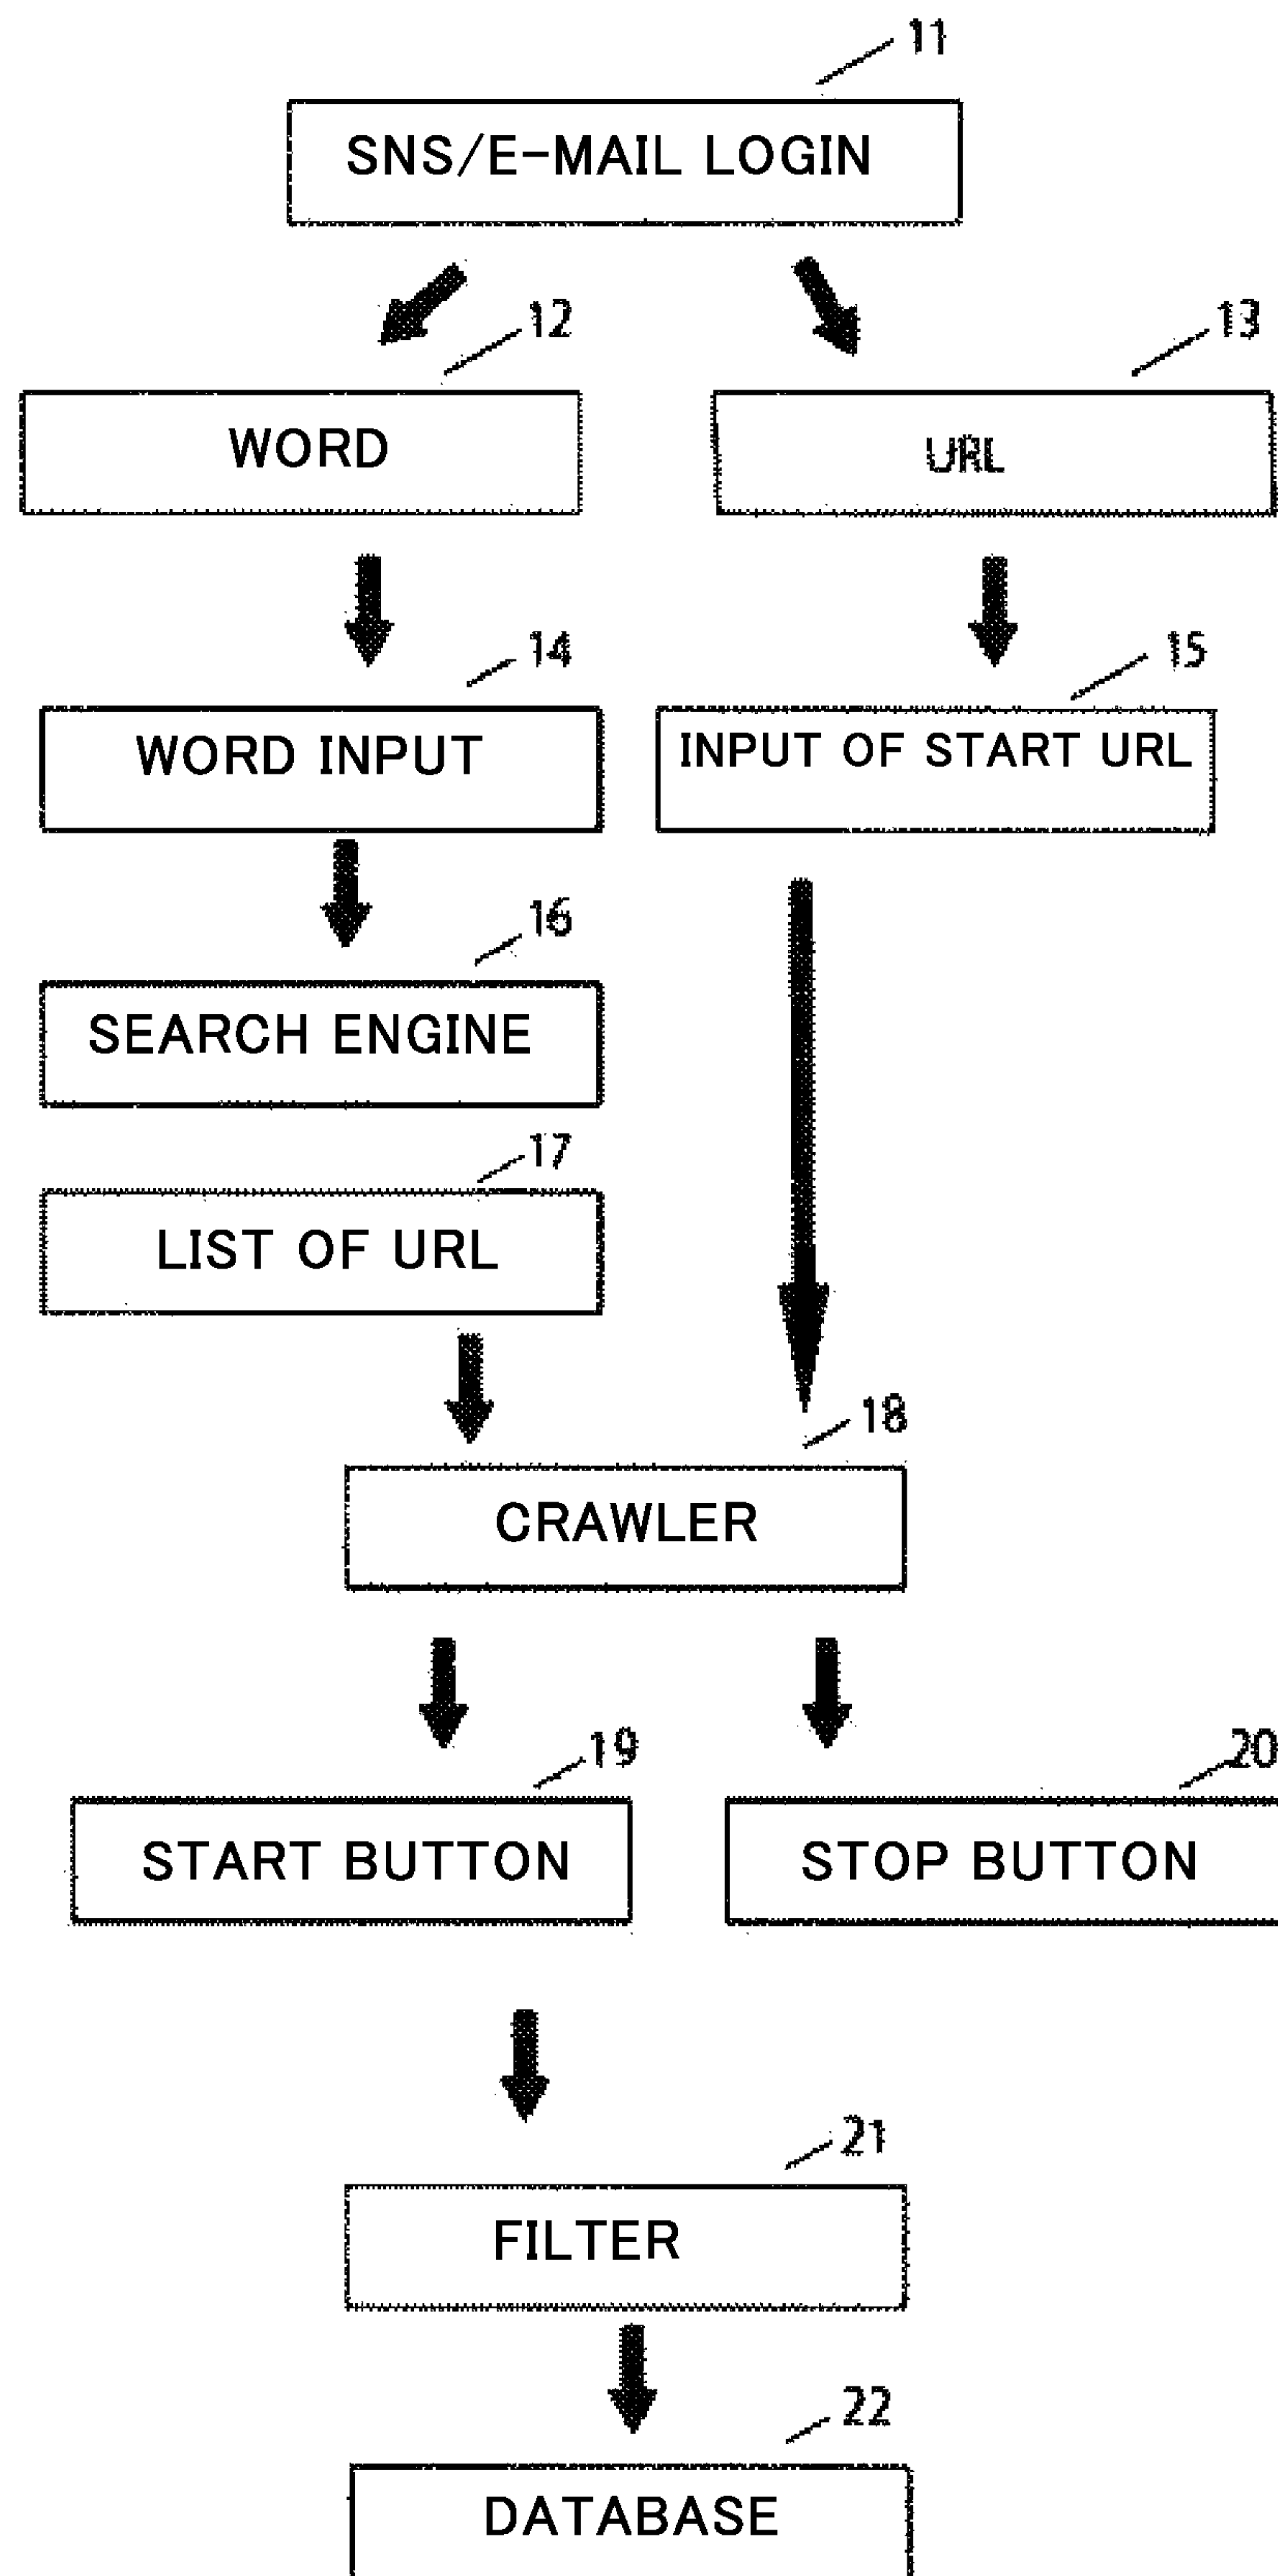 11
SNS/E-MAIL LOGIN
12
13
WORD
URL
14
15
WORD INPUT
INPUT OF START URL
16
SEARCH ENGINE
17
LIST OF URL
18
CRAWLER
19
20
START BUTTON
STOP BUTTON
21
FILTER
22
DATABASE